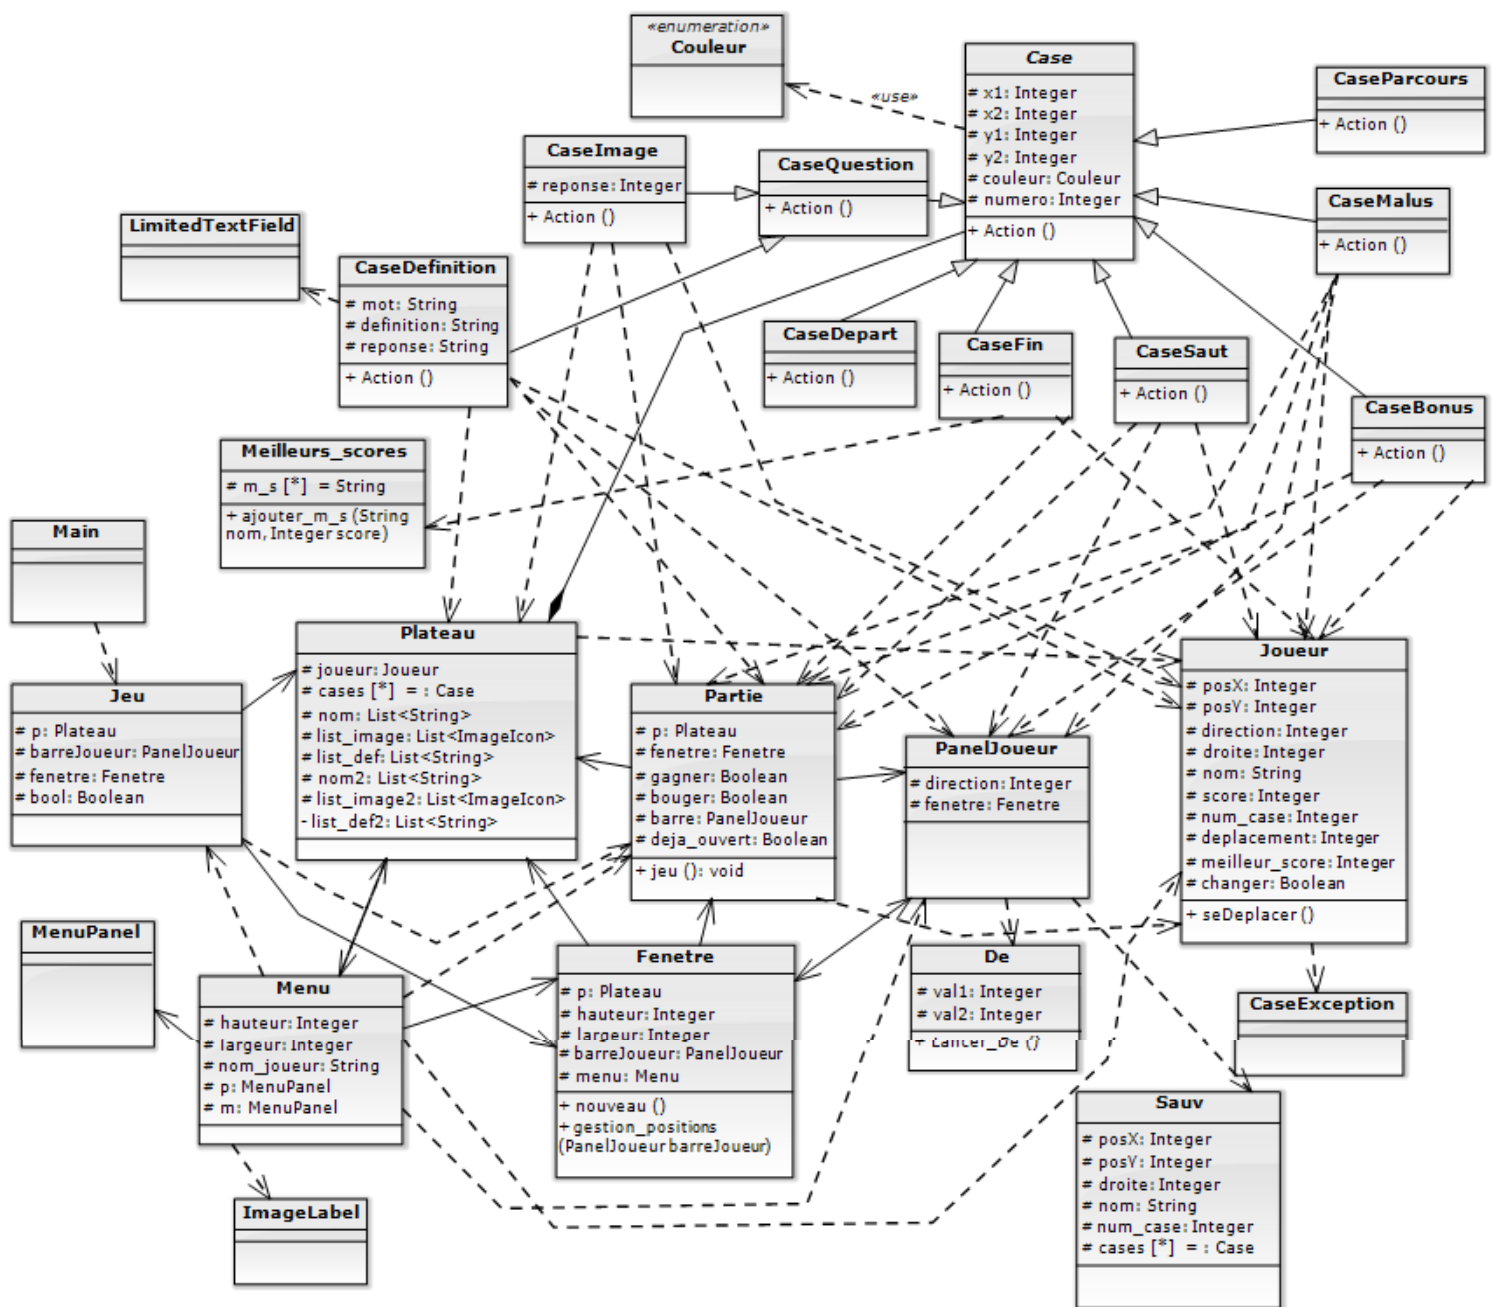 «enumeration»
Couleur
«use»
Case
# x1: Integer
# x2: Integer
# y1: Integer
# y2: Integer
# couleur: Couleur
# numero: Integer
+ Action ()
CaseParcours
+ Action ()
CaseImage
# reponse: Integer
+ Action ()
CaseQuestion
+ Action ()
CaseMalus
+ Action ()
LimitedTextField
CaseDefinition
# mot: String
# definition: String
# reponse: String
+ Action ()
CaseDepart
+ Action ()
CaseFin
+ Action ()
CaseSaut
+ Action ()
CaseBonus
+ Action ()
Meilleurs_scores
# m_s [*] = String
+ ajouter_m_s (String
nom, Integer score)
Main
Jeu
# p: Plateau
# barreJoueur: PanelJoueur
# fenetre: Fenetre
# bool: Boolean
Plateau
# joueur: Joueur
# cases [*] = : Case
# nom: List<String>
# list_image: List<ImageIcon>
# list_def: List<String>
# nom2: List<String>
# list_image2: List<ImageIcon>
- list_def2: List<String>
Partie
# p: Plateau
# fenetre: Fenetre
# gagner: Boolean
# bouger: Boolean
# barre: PanelJoueur
# deja_ouvert: Boolean
+ jeu (): void
PanelJoueur
# direction: Integer
# fenetre: Fenetre
Joueur
# posX: Integer
# posY: Integer
# direction: Integer
# droite: Integer
# nom: String
# score: Integer
# num_case: Integer
# deplacement: Integer
# meilleur_score: Integer
# changer: Boolean
+ seDeplacer ()
MenuPanel
Menu
# hauteur: Integer
# largeur: Integer
# nom_joueur: String
# p: MenuPanel
# m: MenuPanel
Fenetre
# p: Plateau
# hauteur: Integer
# largeur: Integer
# barreJoueur: PanelJoueur
# menu: Menu
+ nouveau ()
+ gestion_positions
(PanelJoueur barreJoueur)
De
# val1: Integer
# val2: Integer
+ Lancer_De ()
CaseException
Sauv
# posX: Integer
# posY: Integer
# droite: Integer
# nom: String
# num_case: Integer
# cases [*] = : Case
ImageLabel